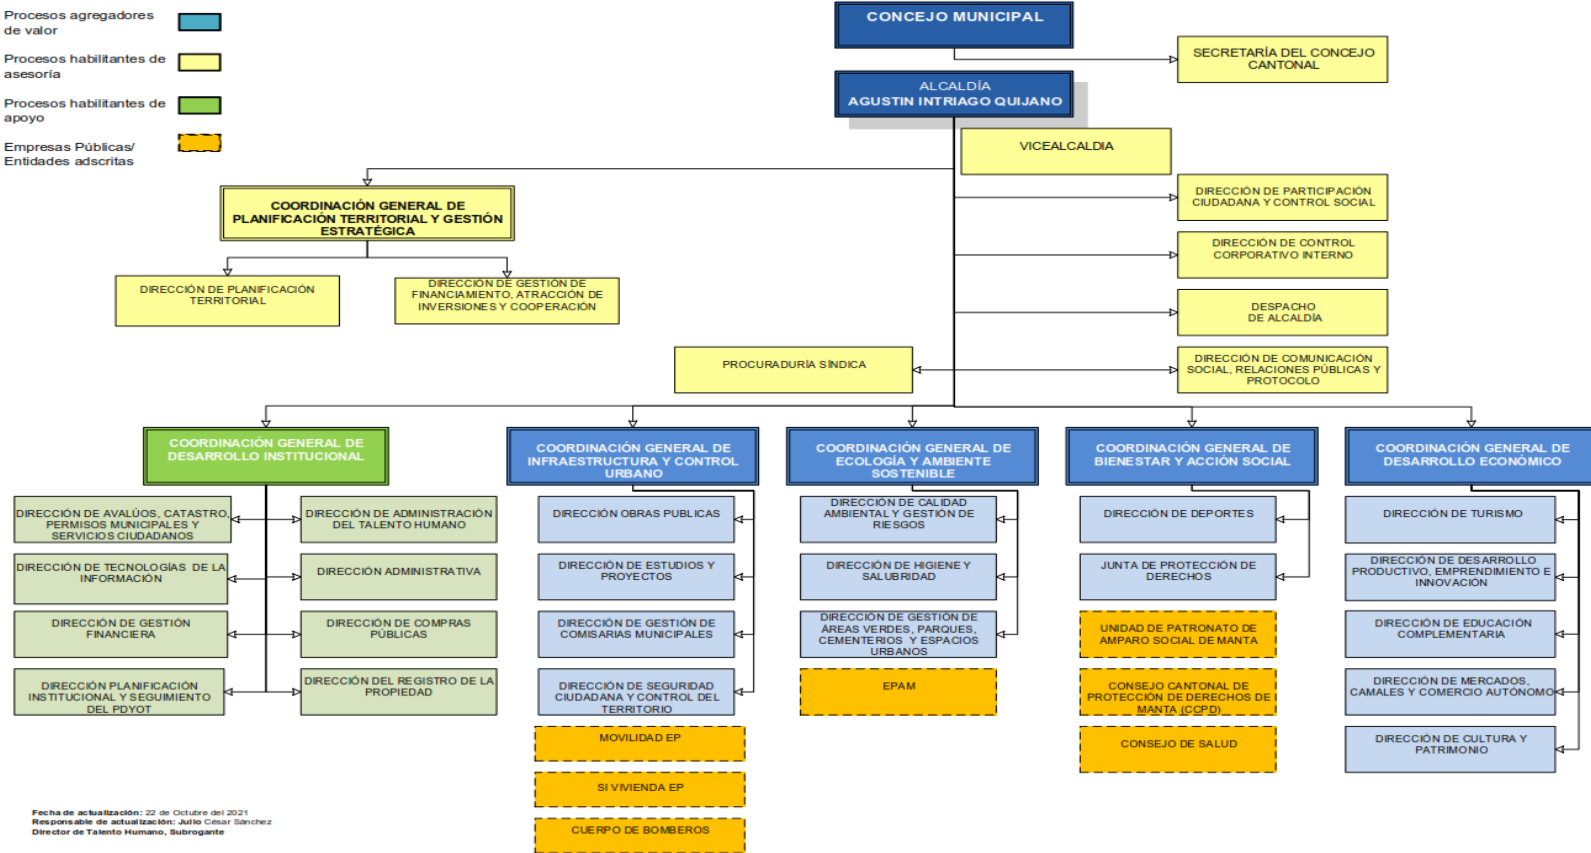 Procesos agregadores
de valor
Procesos habilitantes de
asesoría
Procesos habilitantes de
apoyo
Empresas Públicas/
Entidades adscritas
CONCEJO MUNICIPAL
SECRETARÍA DEL CONCEJO
CANTONAL
ALCALDÍA
AGUSTIN INTRIAGO QUIJANO
VICEALCALDIA
COORDINACIÓN GENERAL DE
PLANIFICACIÓN TERRITORIAL Y GESTIÓN
ESTRATÉGICA
DIRECCIÓN DE PARTICIPACIÓN
CIUDADANA Y CONTROL SOCIAL
DIRECCIÓN DE CONTROL
CORPORATIVO INTERNO
DIRECCIÓN DE PLANIFICACIÓN
TERRITORIAL
DIRECCIÓN DE GESTIÓN DE
FINANCIAMIENTO, ATRACCIÓN DE
INVERSIONES Y COOPERACIÓN
DESPACHO
DE ALCALDÍA
PROCURADURÍA SÍNDICA
DIRECCIÓN DE COMUNICACIÓN
SOCIAL, RELACIONES PÚBLICAS Y
PROTOCOLO
COORDINACIÓN GENERAL DE
DESARROLLO INSTITUCIONAL
DIRECCIÓN DE AVALÚOS, CATASTRO,
PERMISOS MUNICIPALES Y
SERVICIOS CIUDADANOS
DIRECCIÓN DE ADMINISTRACIÓN
DEL TALENTO HUMANO
DIRECCIÓN DE TECNOLOGÍAS DE LA
INFORMACIÓN
DIRECCIÓN ADMINISTRATIVA
DIRECCIÓN DE GESTIÓN
FINANCIERA
DIRECCIÓN DE COMPRAS
PÚBLICAS
DIRECCIÓN PLANIFICACIÓN
INSTITUCIONAL Y SEGUIMIENTO
DEL PDYOT
DIRECCIÓN DEL REGISTRO DE LA
PROPIEDAD
COORDINACIÓN GENERAL DE
INFRAESTRUCTURA Y CONTROL
URBANO
DIRECCIÓN OBRAS PUBLICAS
DIRECCIÓN DE ESTUDIOS Y
PROYECTOS
DIRECCIÓN DE GESTIÓN DE
COMISARIAS MUNICIPALES
DIRECCIÓN DE SEGURIDAD
CIUDADANA Y CONTROL DEL
TERRITORIO
MOVILIDAD EP
SI VIVIENDA EP
CUERPO DE BOMBEROS
COORDINACIÓN GENERAL DE
ECOLOGÍA Y AMBIENTE
SOSTENIBLE
DIRECCIÓN DE CALIDAD
AMBIENTAL Y GESTIÓN DE
RIESGOS
DIRECCIÓN DE HIGIENE Y
SALUBRIDAD
DIRECCIÓN DE GESTIÓN DE
ÁREAS VERDES, PARQUES,
CEMENTERIOS Y ESPACIOS
URBANOS
EPAM
COORDINACIÓN GENERAL DE
BIENESTAR Y ACCIÓN SOCIAL
DIRECCIÓN DE DEPORTES
JUNTA DE PROTECCIÓN DE
DERECHOS
UNIDAD DE PATRONATO DE
AMPARO SOCIAL DE MANTA
CONSEJO CANTONAL DE
PROTECCIÓN DE DERECHOS DE
MANTA (CCPD)
CONSEJO DE SALUD
COORDINACIÓN GENERAL DE
DESARROLLO ECONÓMICO
DIRECCIÓN DE TURISMO
DIRECCIÓN DE DESARROLLO
PRODUCTIVO, EMPRENDIMIENTO E
INNOVACIÓN
DIRECCIÓN DE EDUCACIÓN
COMPLEMENTARIA
DIRECCIÓN DE MERCADOS,
CAMALES Y COMERCIO AUTÓNOMO
DIRECCIÓN DE CULTURA Y
PATRIMONIO
Fecha de actualización: 22 de Octubre del 2021
Responsable de actualización: Julio César Sánchez
Director de Talento Humano, Subrogante